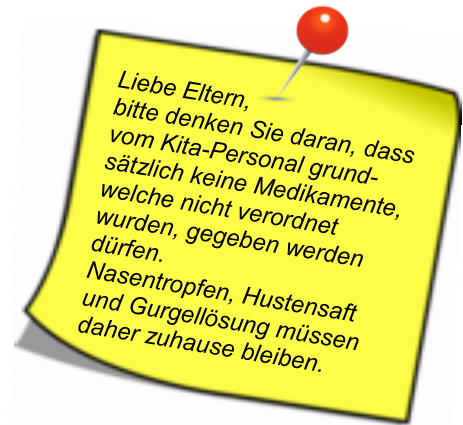 Liebe Eltern,
bitte denken Sie daran, dass
vom Kita-Personal grund-
sätzlich keine Medikamente,
welche nicht verordnet
wurden, gegeben werden
dürfen.
Nasentropfen, Hustensaft
und Gurgellösung müssen
daher zuhause bleiben.